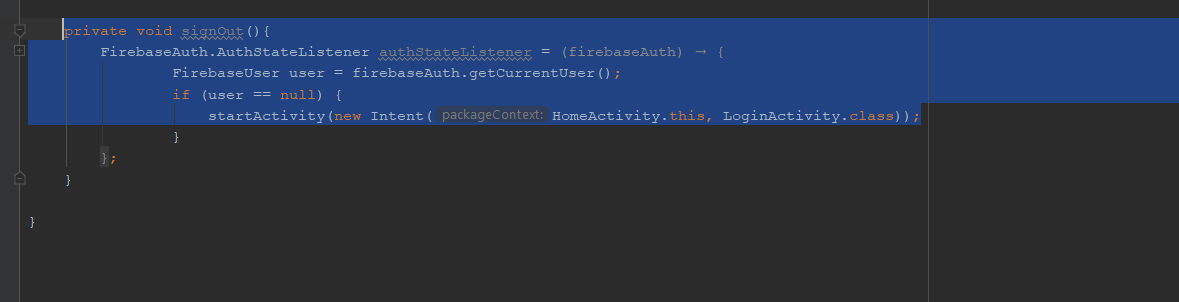 private void signOut(){
FirebaseAuth.AuthStateListener authStateListener = (firebaseAuth) → {
FirebaseUser user = firebaseAuth.getCurrentUser();
if (user == null) {
startActivity(new Intent( packageContext: HomeActivity.this, LoginActivity.class));
}
};
}
}